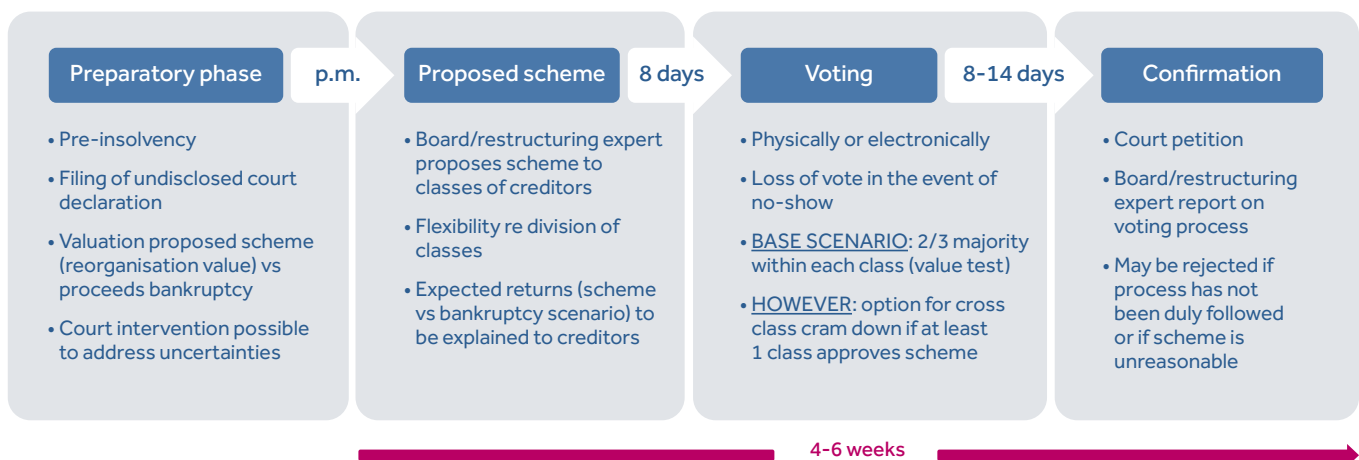 Preparatory phase
p.m.
Proposed scheme
8 days
Voting
8-14 days
Confirmation
• Pre-insolvency
• Filing of undisclosed court
declaration
• Valuation proposed scheme
(reorganisation value) vs
proceeds bankruptcy
• Court intervention possible
to address uncertainties
• Board/restructuring expert
proposes scheme to
classes of creditors
• Flexibility re division of
classes
• Expected returns (scheme
vs bankruptcy scenario) to
be explained to creditors
• Physically or electronically
• Loss of vote in the event of
no-show
• BASE SCENARIO: 2/3 majority
within each class (value test)
• HOWEVER: option for cross
class cram down if at least
1 class approves scheme
• Court petition
• Board/restructuring
expert report on
voting process
• May be rejected if
process has not
been duly followed
or if scheme is
unreasonable
4-6 weeks